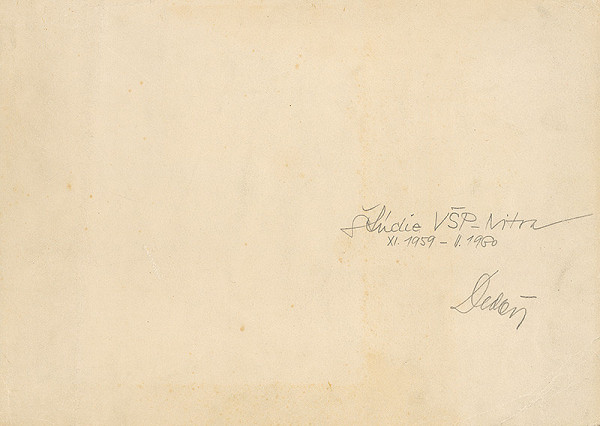 Štúdie VŠP-Nitra
XI. 1959 – II. 1960